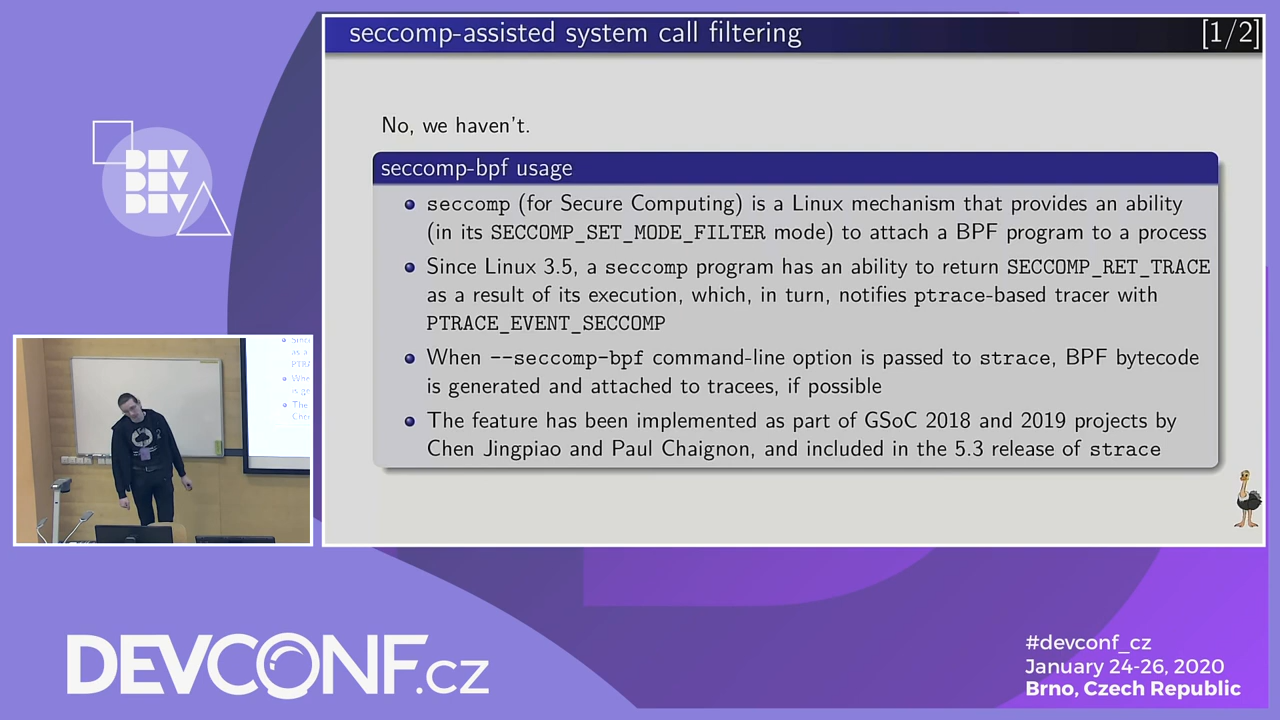 seccomp-assisted system call filtering [1/2]
No, we haven't.
seccomp-bpf usage
seccomp (for Secure Computing) is a Linux mechanism that provides an ability
(in its SECCOMP_SET_MODE_FILTER mode) to attach a BPF program to a process
Since Linux 3.5, a seccomp program has an ability to return SECCOMP_RET_TRACE
as a result of its execution, which, in turn, notifies ptrace-based tracer with
PTRACE_EVENT_SECCOMP
When --seccomp-bpf command-line option is passed to strace, BPF bytecode
is generated and attached to tracees, if possible
The feature has been implemented as part of GSoC 2018 and 2019 projects by
Chen Jingpiao and Paul Chaignon, and included in the 5.3 release of strace
DEV
DEV
DEV
DEVCONF.cz
#devconf_cz
January 24-26, 2020
Brno, Czech Republic